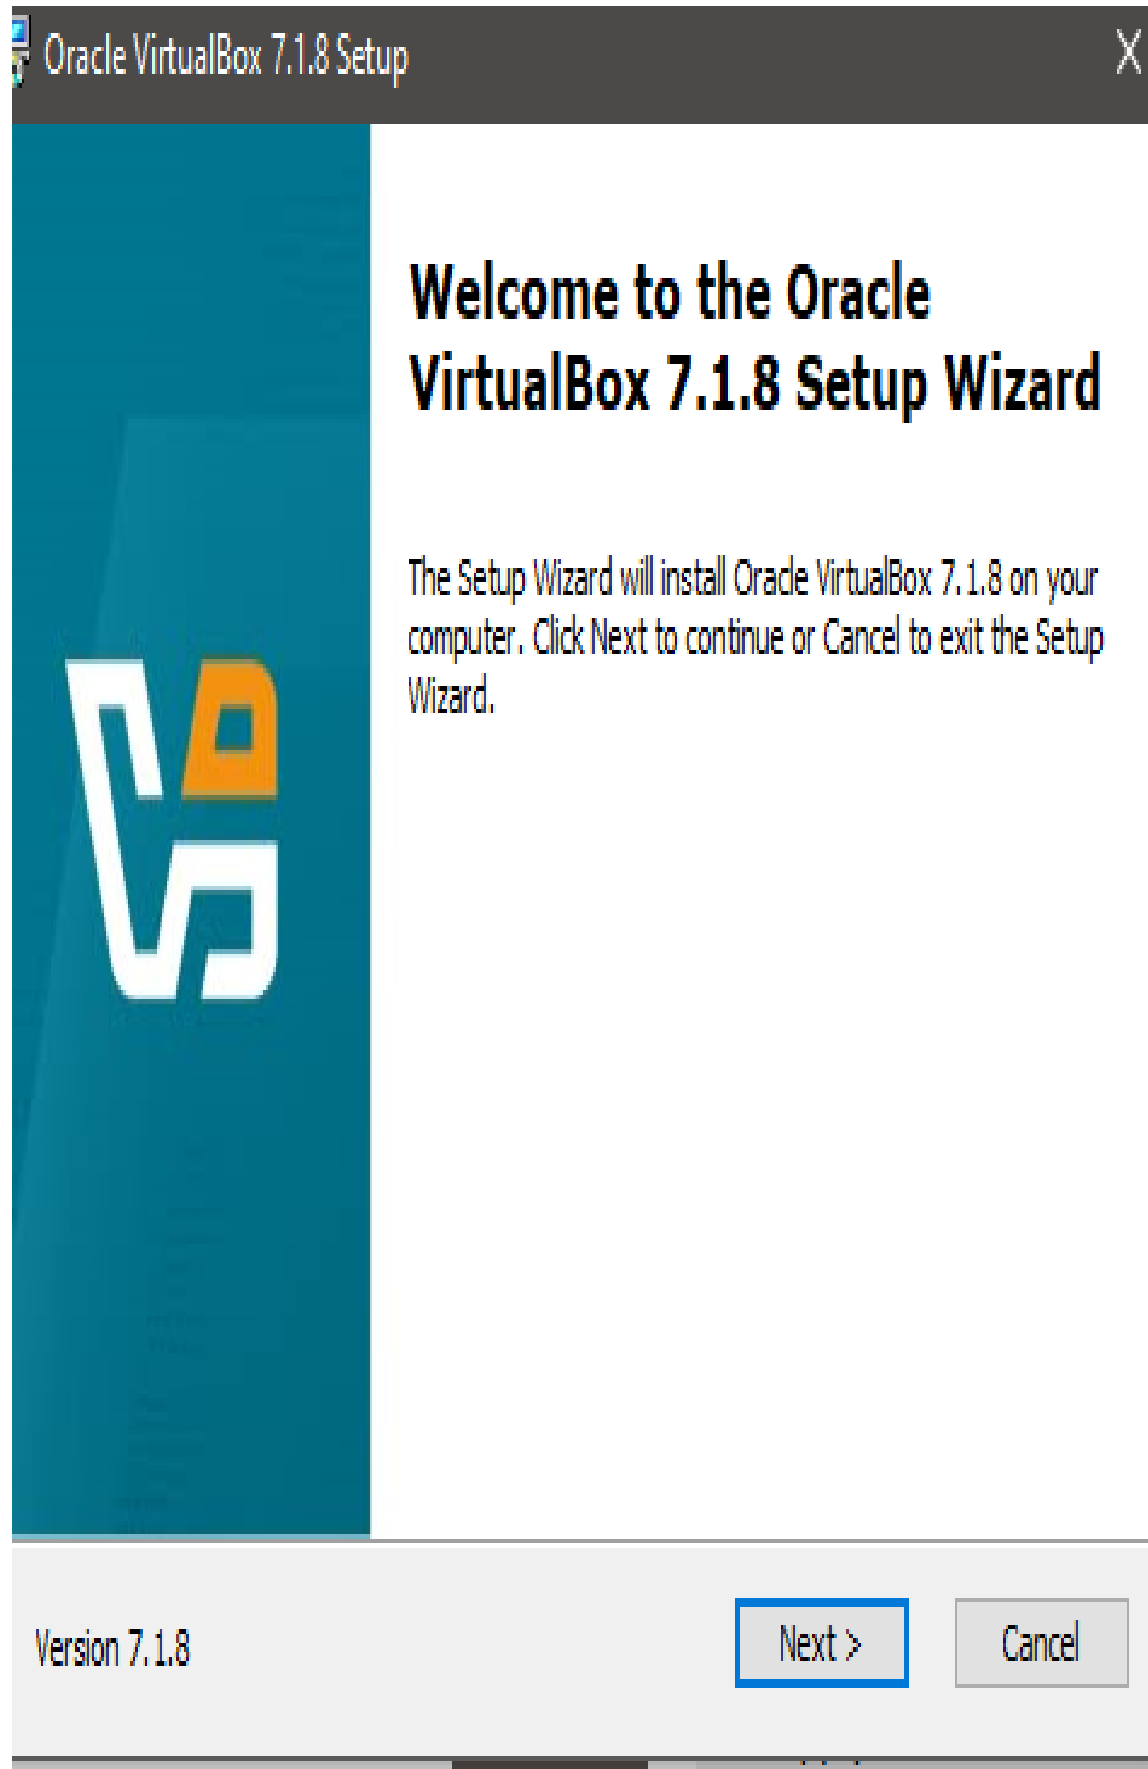 Oracle VirtualBox 7.1.8 Setup
X
Welcome to the Oracle
VirtualBox 7.1.8 Setup Wizard
The Setup Wizard will install Oracle VirtualBox 7.1.8 on your
computer. Click Next to continue or Cancel to exit the Setup
Wizard.
Version 7.1.8
Next >
Cancel